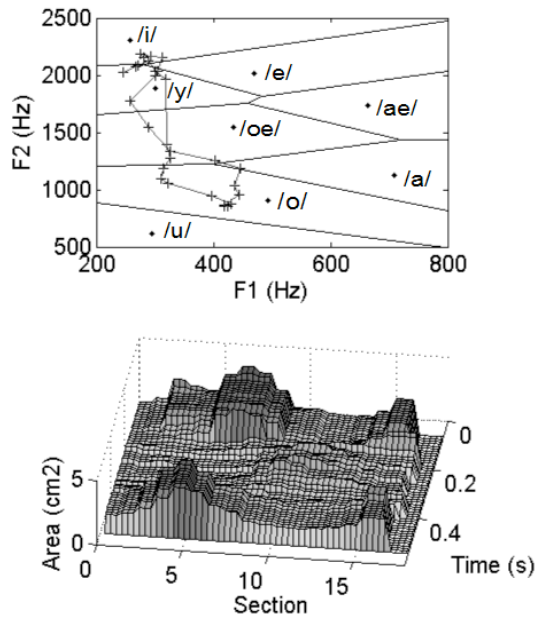 2500
2000
1500
1000
500
F2 (Hz)
/i/
/e/
/y/
/ae/
/oe/
/a/
/o/
/u/
200
400
600
800
F1 (Hz)
5
0
Area (cm2)
0
5
10
15
Section
0
0.2
0.4
Time (s)